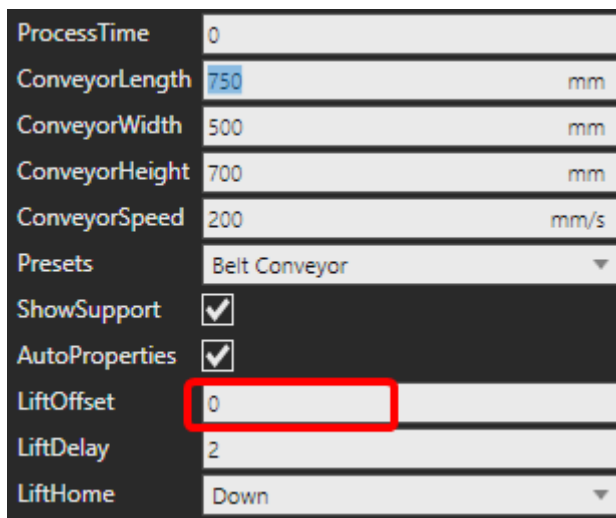 ProcessTime 0
ConveyorLength 750 mm
ConveyorWidth 500 mm
ConveyorHeight 700 mm
ConveyorSpeed 200 mm/s
Presets Belt Conveyor
ShowSupport
AutoProperties
LiftOffset 0
LiftDelay 2
LiftHome Down